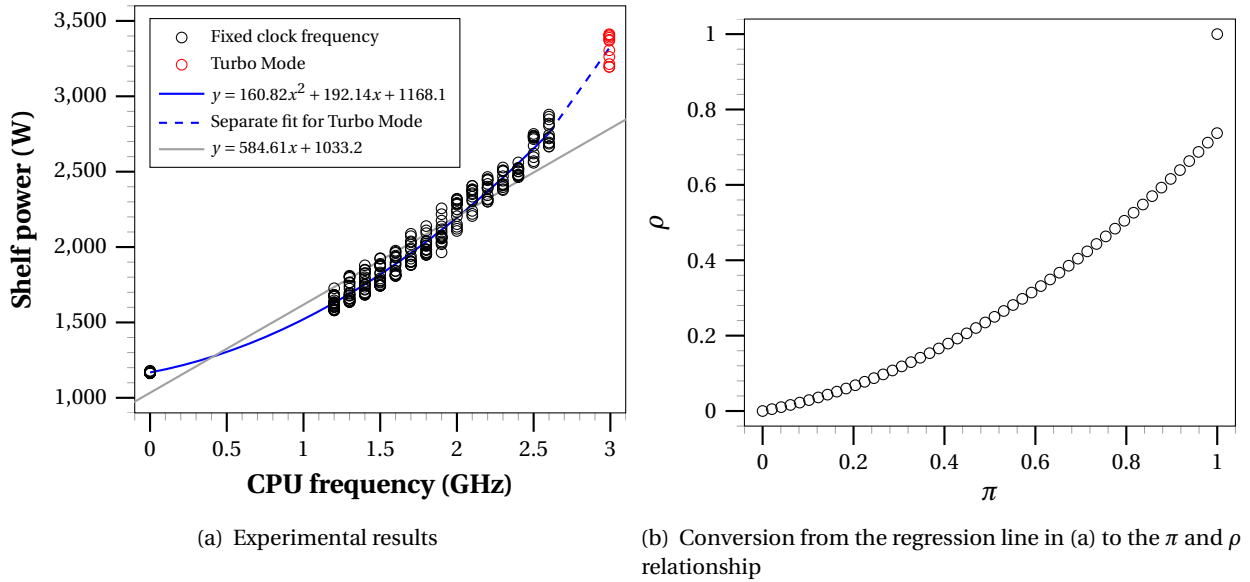 3,500
3,000
2,500
2,000
1,500
1,000
Shelf power (W)
Fixed clock frequency
Turbo Mode
y = 160.82x² + 192.14x + 1168.1
Separate fit for Turbo Mode
y = 584.61x + 1033.2
0 0.5 1 1.5 2 2.5 3
CPU frequency (GHz)
(a) Experimental results
1
0.8
0.6
0.4
0.2
0
ρ
0 0.2 0.4 0.6 0.8 1
π
(b) Conversion from the regression line in (a) to the π and ρ
relationship